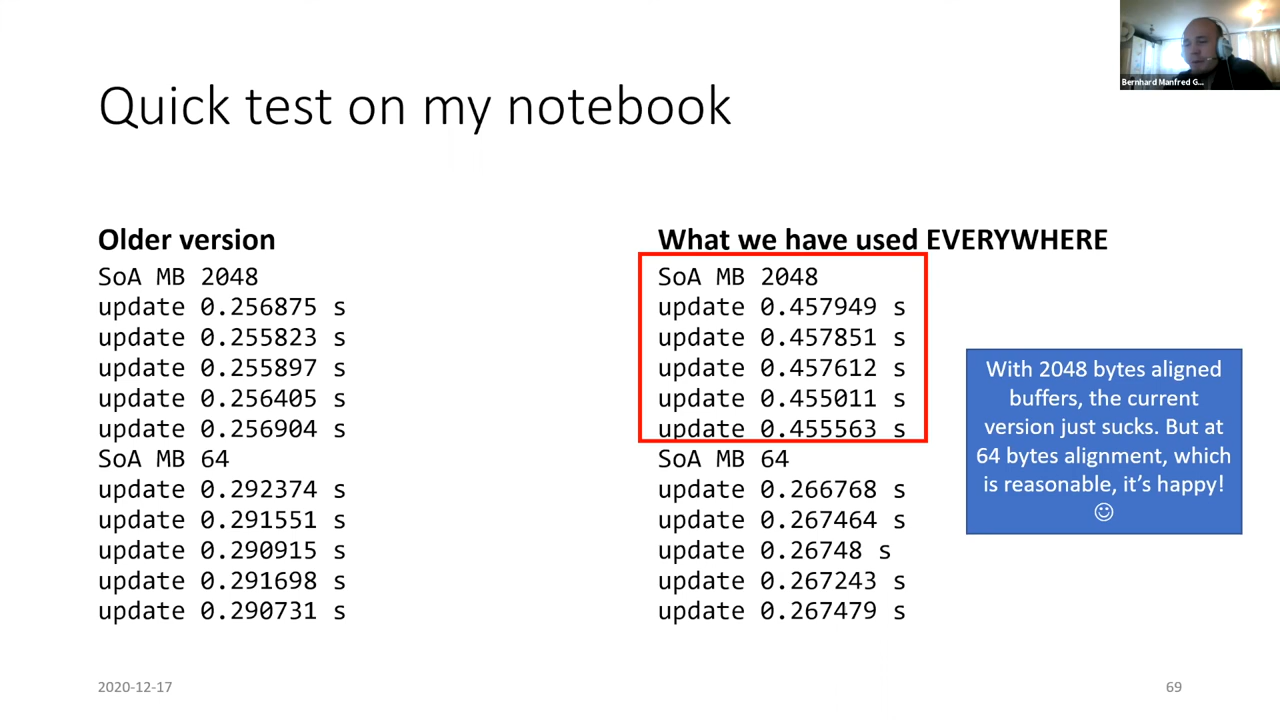 Bernhard Manfred G...
Quick test on my notebook
Older version
SoA MB 2048
update 0.256875 s
update 0.255823 s
update 0.255897 s
update 0.256405 s
update 0.256904 s
SoA MB 64
update 0.292374 s
update 0.291551 s
update 0.290915 s
update 0.291698 s
update 0.290731 s
What we have used EVERYWHERE
SoA MB 2048
update 0.457949 s
update 0.457851 s
update 0.457612 s
update 0.455011 s
update 0.455563 s
SoA MB 64
update 0.266768 s
update 0.267464 s
update 0.26748 s
update 0.267243 s
update 0.267479 s
With 2048 bytes aligned
buffers, the current
version just sucks. But at
64 bytes alignment, which
is reasonable, it’s happy!
☺
2020-12-17
69